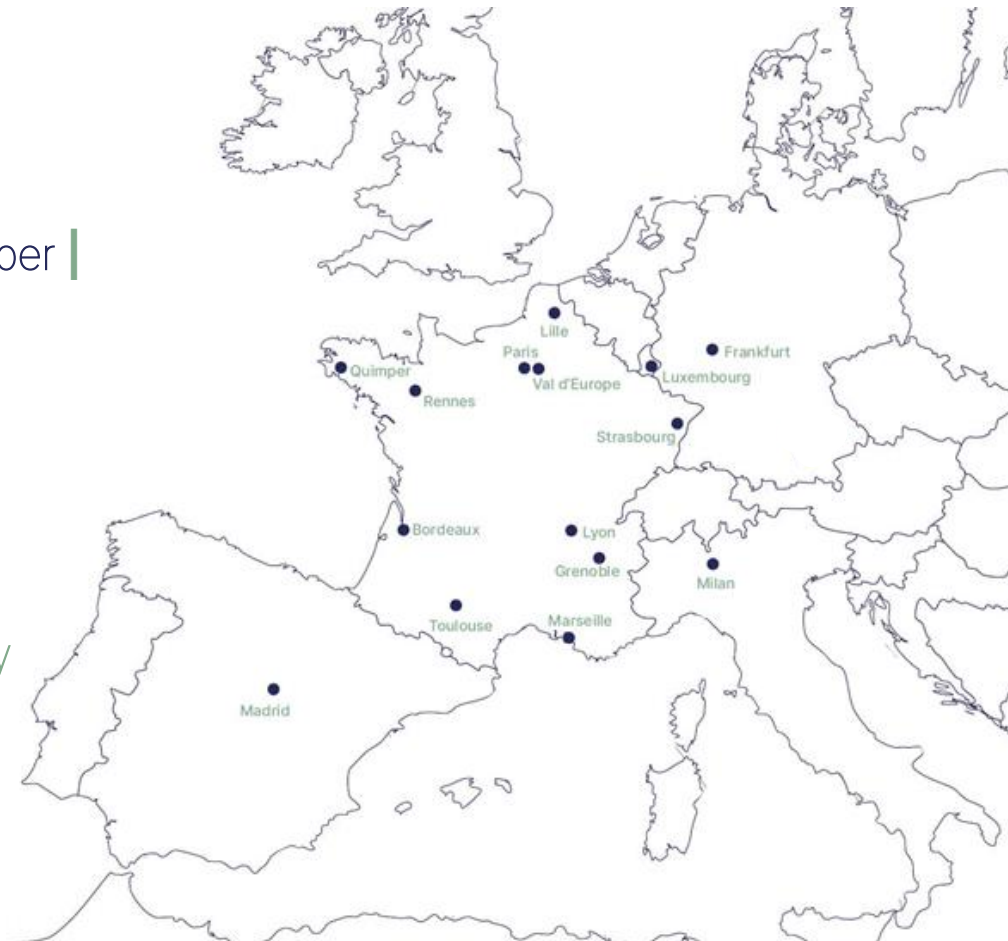 per |
Lille
Paris
Val d'Europe
Frankfurt
Quimper
Luxembourg
Rennes
Strasbourg
Bordeaux
Lyon
Grenoble
Milan
Toulouse
Marseille
y
Madrid